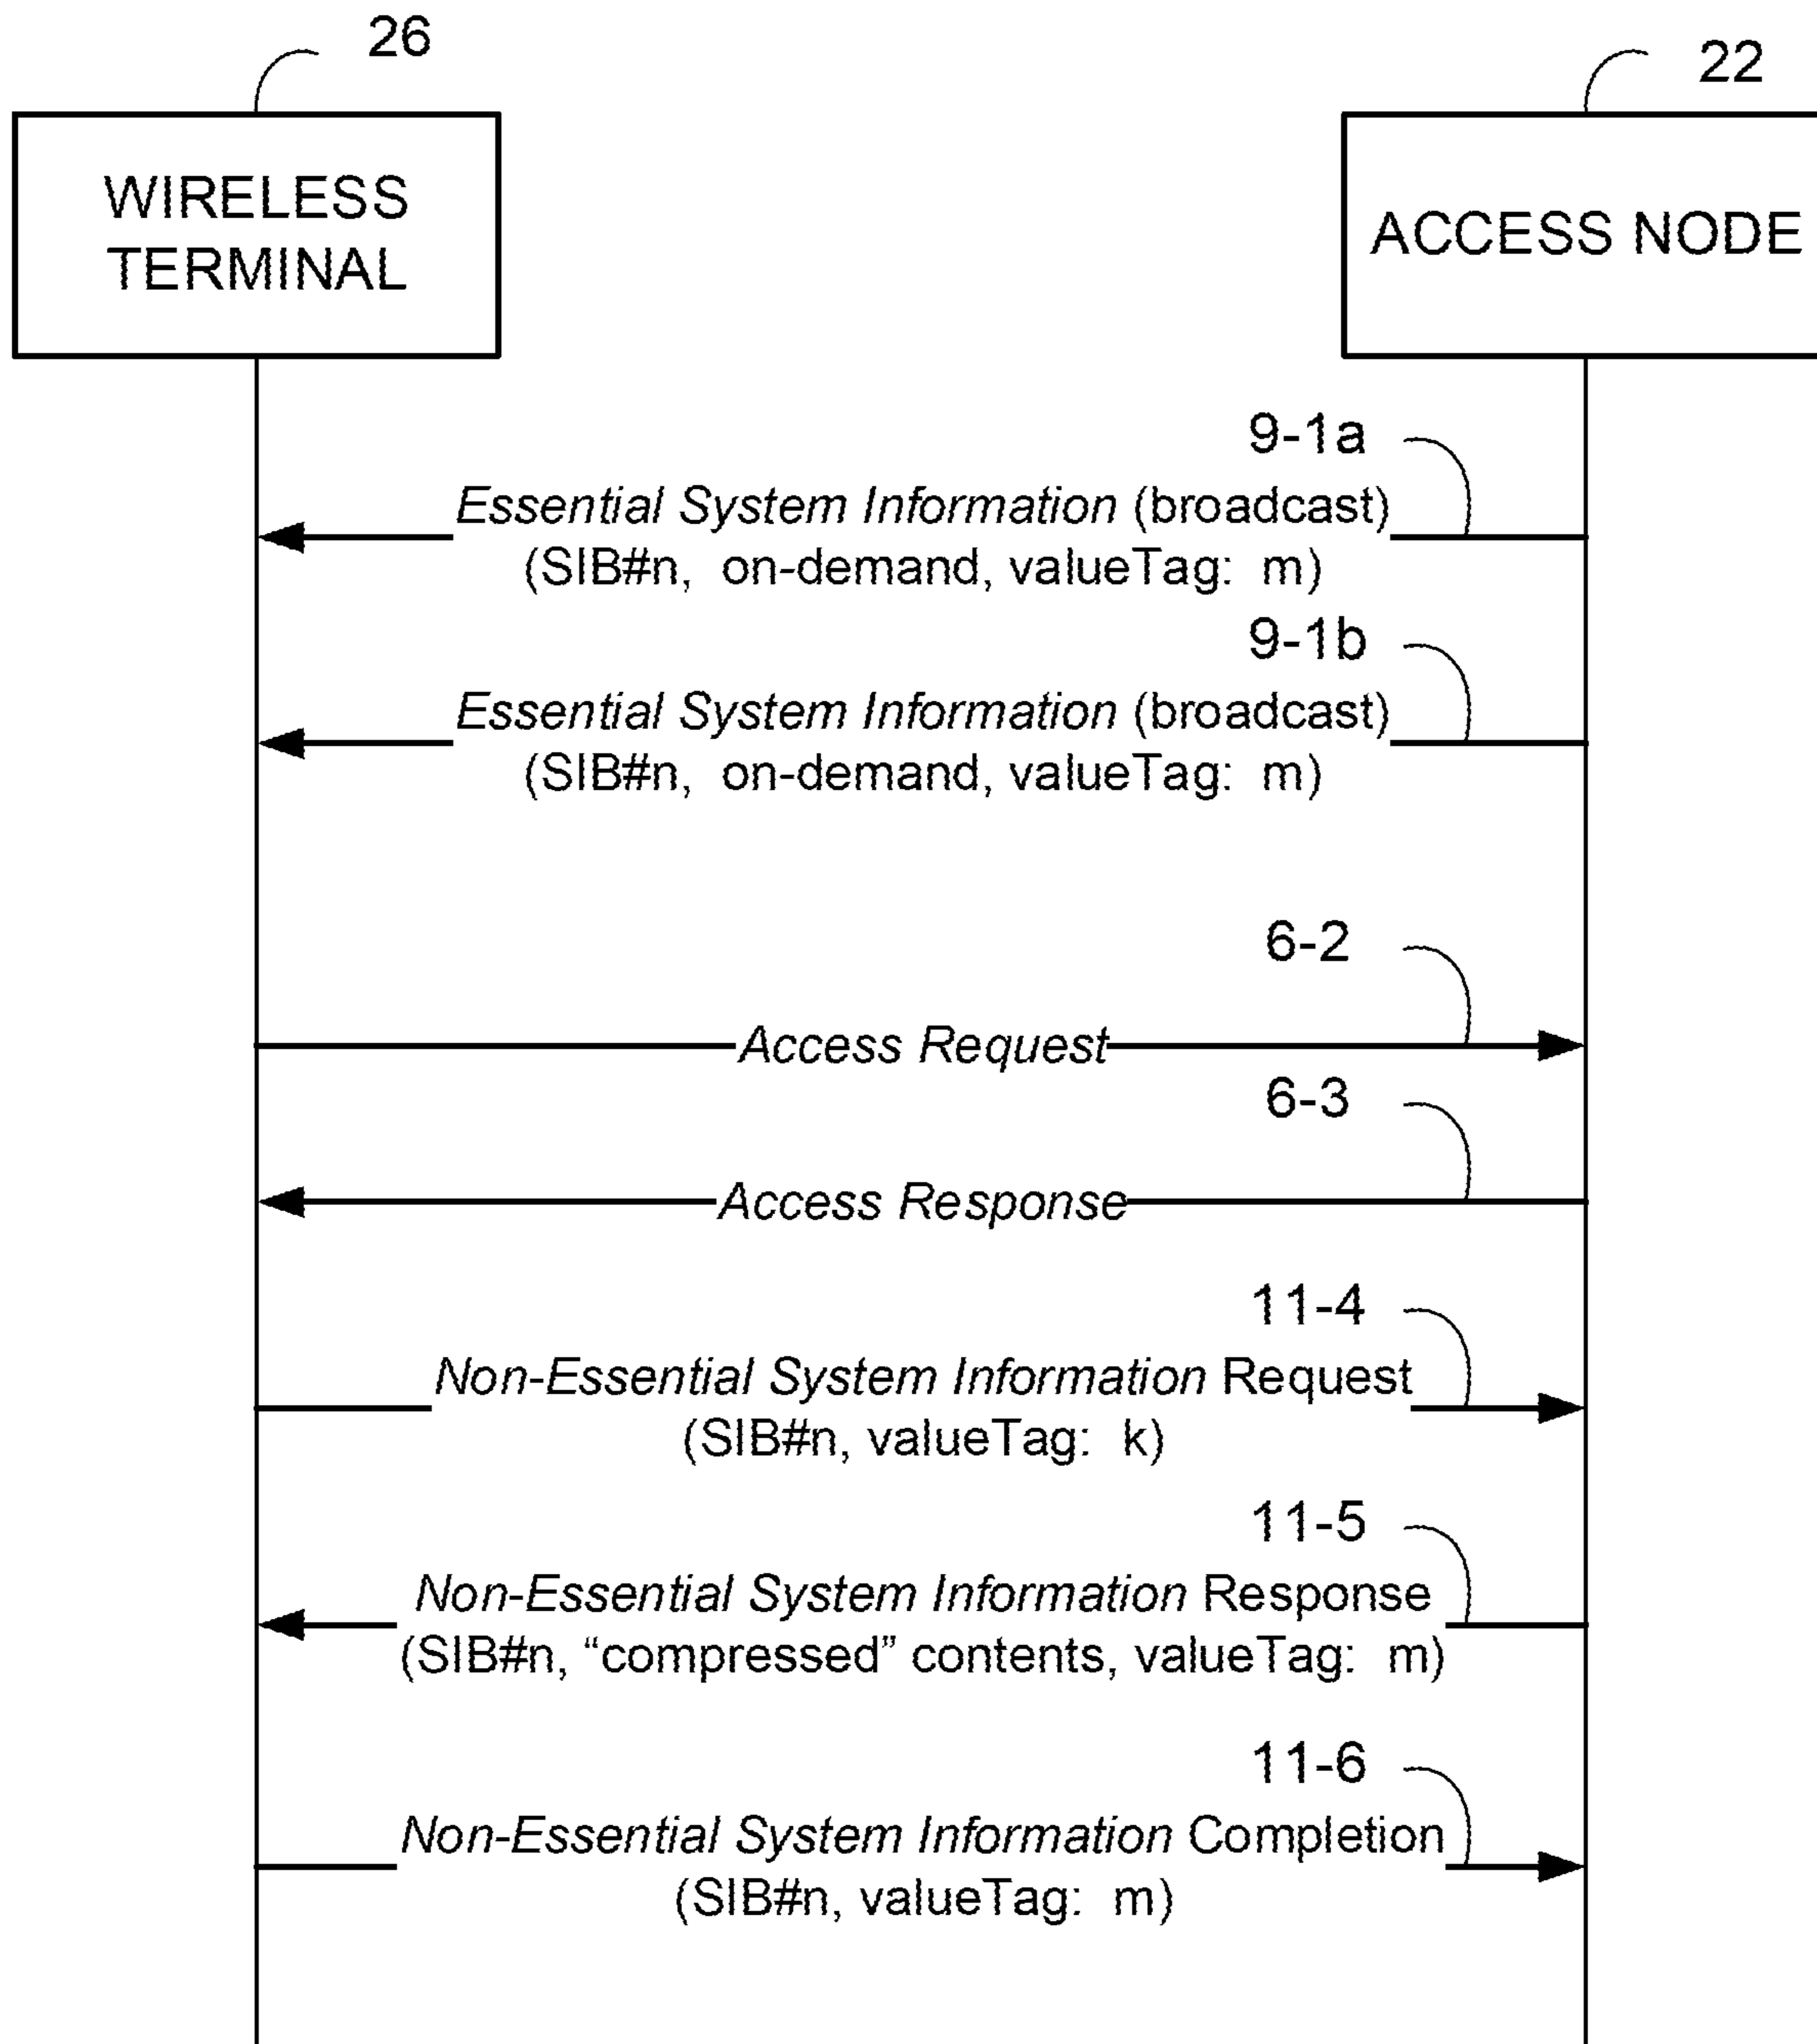 26
22
WIRELESS
TERMINAL
ACCESS NODE
9-1a
Essential System Information (broadcast)
(SIB#n, on-demand, valueTag: m)
9-1b
Essential System Information (broadcast)
(SIB#n, on-demand, valueTag: m)
6-2
Access Request
6-3
Access Response
11-4
Non-Essential System Information Request
(SIB#n, valueTag: k)
11-5
Non-Essential System Information Response
(SIB#n, “compressed” contents, valueTag: m)
11-6
Non-Essential System Information Completion
(SIB#n, valueTag: m)